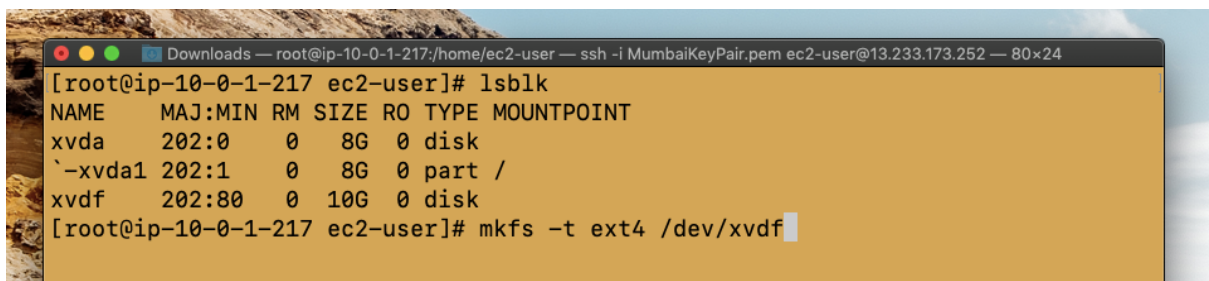 Downloads — root@ip-10-0-1-217:/home/ec2-user — ssh -i MumbaiKeyPair.pem ec2-user@13.233.173.252 — 80×24
[root@ip-10-0-1-217 ec2-user]# lsblk
NAME    MAJ:MIN RM SIZE RO TYPE MOUNTPOINT
xvda    202:0    0   8G  0 disk
`-xvda1 202:1    0   8G  0 part /
xvdf    202:80   0  10G  0 disk
[root@ip-10-0-1-217 ec2-user]# mkfs -t ext4 /dev/xvdf